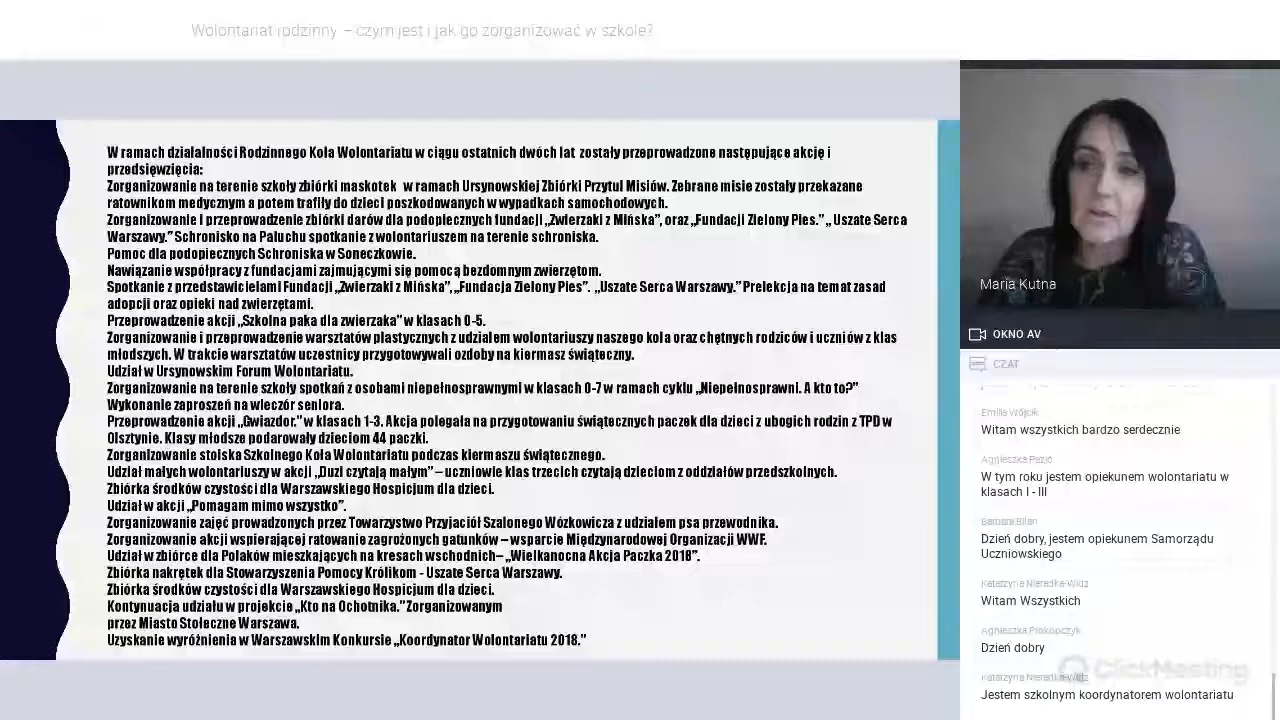 Wolontariat rodzinny – czym jest i jak go zorganizować w szkole?
W ramach działalności Rodzinnego Koła Wolontariatu w ciągu ostatnich dwóch lat zostały przeprowadzone następujące akcję i
przedsięwzięcia:
Zorganizowanie na terenie szkoły zbiórki maskotek w ramach Ursynowskiej Zbiórki Przytul Misiów. Zebrane misie zostały przekazane
ratownikom medycznym a potem trafiły do dzieci poszkodowanych w wypadkach samochodowych.
Zorganizowanie i przeprowadzenie zbiórki darów dla podopiecznych fundacji „Zwierzaki z Mińska”, oraz „Fundacji Zielony Pies.” „ Uszate Serca
Warszawy.” Schronisko na Paluchu spotkanie z wolontariuszem na terenie schroniska.
Pomoc dla podopiecznych Schroniska w Soneczkowie.
Nawiązanie współpracy z fundacjami zajmującymi się pomocą bezdomnym zwierzętom.
Spotkanie z przedstawicielami Fundacji „Zwierzaki z Mińska”, „Fundacja Zielony Pies”. „Uszate Serca Warszawy.” Prelekcja na temat zasad
adopcji oraz opieki nad zwierzętami.
Przeprowadzenie akcji „Szkolna paka dla zwierzaka” w klasach 0-5.
Zorganizowanie i przeprowadzenie warsztatów plastycznych z udziałem wolontariuszy naszego koła oraz chętnych rodziców i uczniów z klas
młodszych. W trakcie warsztatów uczestnicy przygotowywali ozdoby na kiermasz świąteczny.
Udział w Ursynowskim Forum Wolontariatu.
Zorganizowanie na terenie szkoły spotkań z osobami niepełnosprawnymi w klasach 0-7 w ramach cyklu „Niepełnosprawni. A kto to?”
Wykonanie zaproszeń na wieczór seniora.
Przeprowadzenie akcji „Gwiazdor.” w klasach 1-3. Akcja polegała na przygotowaniu świątecznych paczek dla dzieci z ubogich rodzin z TPD w
Olsztynie. Klasy młodsze podarowały dzieciom 44 paczki.
Zorganizowanie stoiska Szkolnego Koła Wolontariatu podczas kiermaszu świątecznego.
Udział małych wolontariuszy w akcji „Duzi czytają małym” – uczniowie klas trzecich czytają dzieciom z oddziałów przedszkolnych.
Zbiórka środków czystości dla Warszawskiego Hospicjum dla dzieci.
Udział w akcji „Pomagam mimo wszystko”.
Zorganizowanie zajęć prowadzonych przez Towarzystwo Przyjaciół Szalonego Wózkowicza z udziałem psa przewodnika.
Zorganizowanie akcji wspierającej ratowanie zagrożonych gatunków – wsparcie Międzynarodowej Organizacji WWF.
Udział w zbiórce dla Polaków mieszkających na kresach wschodnich– „Wielkanocna Akcja Paczka 2018”.
Zbiórka nakrętek dla Stowarzyszenia Pomocy Królikom - Uszate Serca Warszawy.
Zbiórka środków czystości dla Warszawskiego Hospicjum dla dzieci.
Kontynuacja udziału w projekcie „Kto na Ochotnika.” Zorganizowanym
przez Miasto Stołeczne Warszawa.
Uzyskanie wyróżnienia w Warszawskim Konkursie „Koordynator Wolontariatu 2018.”
Maria Kutna
OKNO AV
CZAT
Emilia Wójcik
Witam wszystkich bardzo serdecznie
Agnieszka Pazio
W tym roku jestem opiekunem wolontariatu w
klasach I - III
Barbara Bilan
Dzień dobry, jestem opiekunem Samorządu
Uczniowskiego
Katarzyna Nieradka-Widz
Witam Wszystkich
Agnieszka Prokopczyk
Dzień dobry
Katarzyna Nieradka-Widz
Jestem szkolnym koordynatorem wolontariatu
ClickMeeting